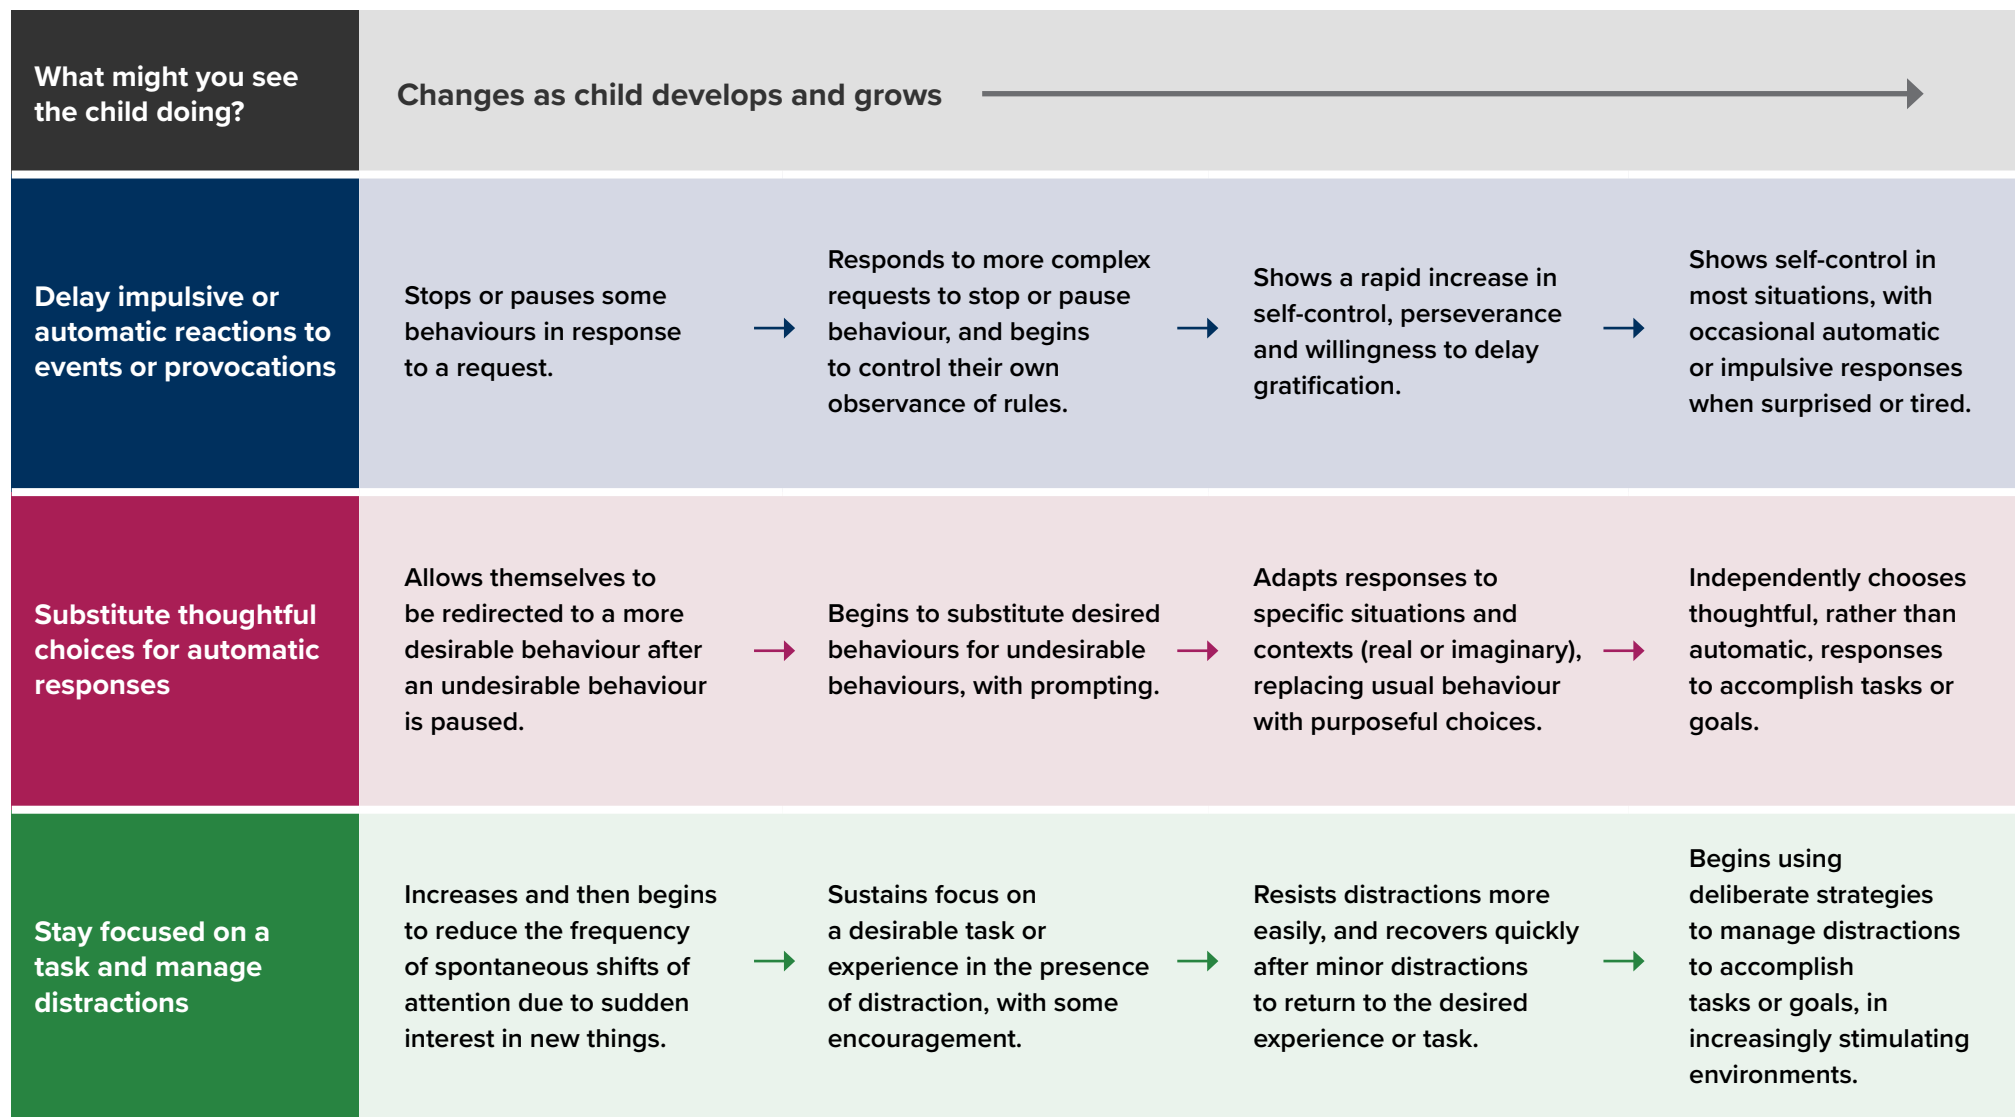 What might you see
the child doing?
Changes as child develops and grows
Delay impulsive or
automatic reactions to
events or provocations
Stops or pauses some
behaviours in response
to a request.
Responds to more complex
requests to stop or pause
behaviour, and begins
to control their own
observance of rules.
Shows a rapid increase in
self-control, perseverance
and willingness to delay
gratification.
Shows self-control in
most situations, with
occasional automatic
or impulsive responses
when surprised or tired.
Substitute thoughtful
choices for automatic
responses
Allows themselves to
be redirected to a more
desirable behaviour after
an undesirable behaviour
is paused.
Begins to substitute desired
behaviours for undesirable
behaviours, with prompting.
Adapts responses to
specific situations and
contexts (real or imaginary),
replacing usual behaviour
with purposeful choices.
Independently chooses
thoughtful, rather than
automatic, responses
to accomplish tasks or
goals.
Stay focused on a
task and manage
distractions
Increases and then begins
to reduce the frequency
of spontaneous shifts of
attention due to sudden
interest in new things.
Sustains focus on
a desirable task or
experience in the presence
of distraction, with some
encouragement.
Resists distractions more
easily, and recovers quickly
after minor distractions
to return to the desired
experience or task.
Begins using
deliberate strategies
to manage distractions
to accomplish
tasks or goals, in
increasingly stimulating
environments.